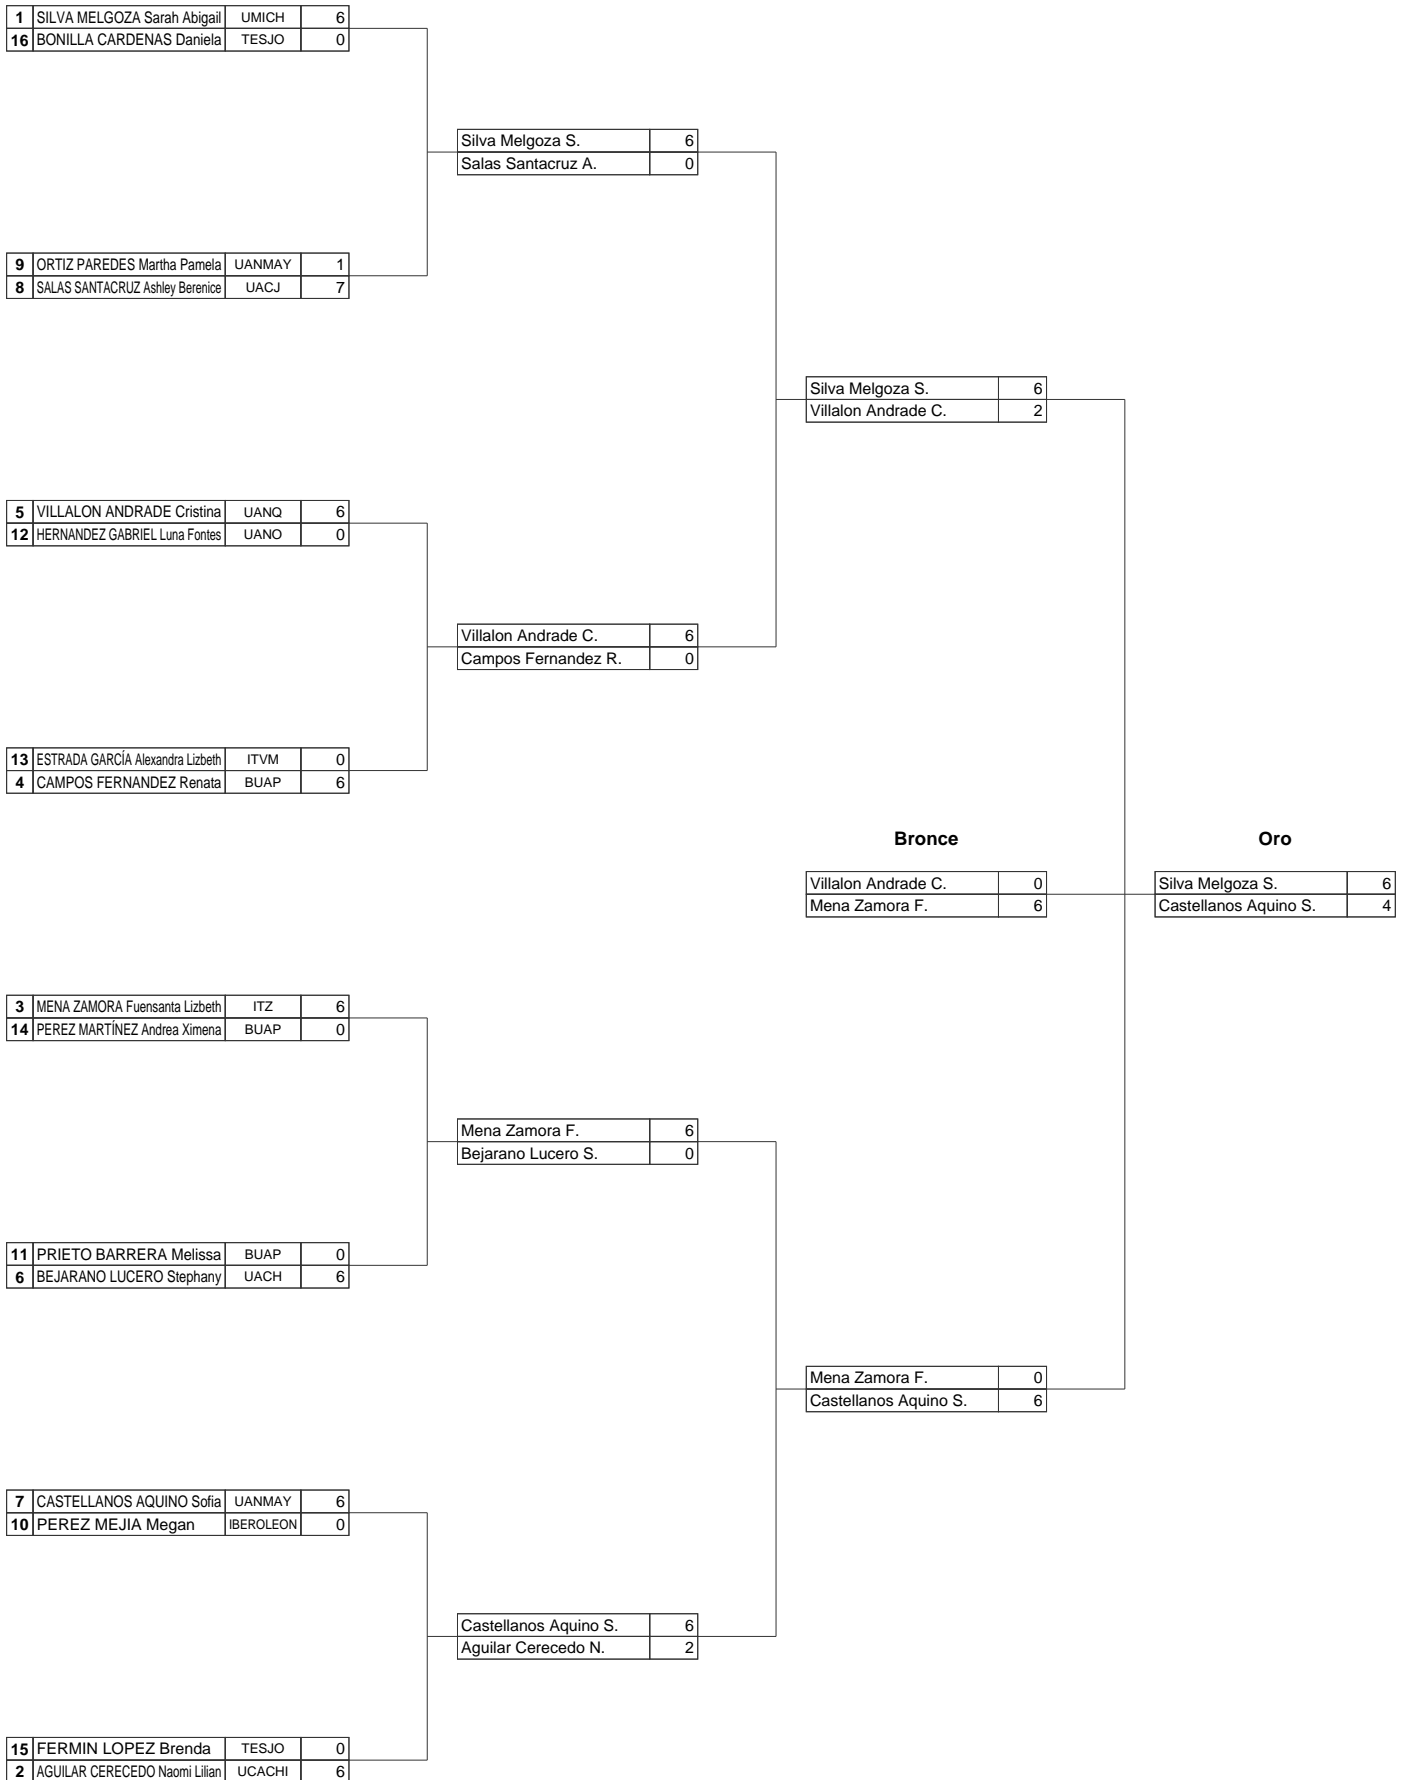 1 SILVA MELGOZA Sarah Abigail UMICH 6
16 BONILLA CARDENAS Daniela TESJO 0
Silva Melgoza S. 6
Salas Santacruz A. 0
9 ORTIZ PAREDES Martha Pamela UANMAY 1
8 SALAS SANTACRUZ Ashley Berenice UACJ 7
Silva Melgoza S. 6
Villalon Andrade C. 2
5 VILLALON ANDRADE Cristina UANQ 6
12 HERNANDEZ GABRIEL Luna Fontes UANO 0
Villalon Andrade C. 6
Campos Fernandez R. 0
13 ESTRADA GARCÍA Alexandra Lizbeth ITVM 0
4 CAMPOS FERNANDEZ Renata BUAP 6
Bronce Oro
Villalon Andrade C. 0 Silva Melgoza S. 6
Mena Zamora F. 6 Castellanos Aquino S. 4
3 MENA ZAMORA Fuensanta Lizbeth ITZ 6
14 PEREZ MARTÍNEZ Andrea Ximena BUAP 0
Mena Zamora F. 6
Bejarano Lucero S. 0
11 PRIETO BARRERA Melissa BUAP 0
6 BEJARANO LUCERO Stephany UACH 6
Mena Zamora F. 0
Castellanos Aquino S. 6
7 CASTELLANOS AQUINO Sofia UANMAY 6
10 PEREZ MEJIA Megan IBEROLEON 0
Castellanos Aquino S. 6
Aguilar Cerecedo N. 2
15 FERMIN LOPEZ Brenda TESJO 0
2 AGUILAR CERECEDO Naomi Lilian UCACHI 6